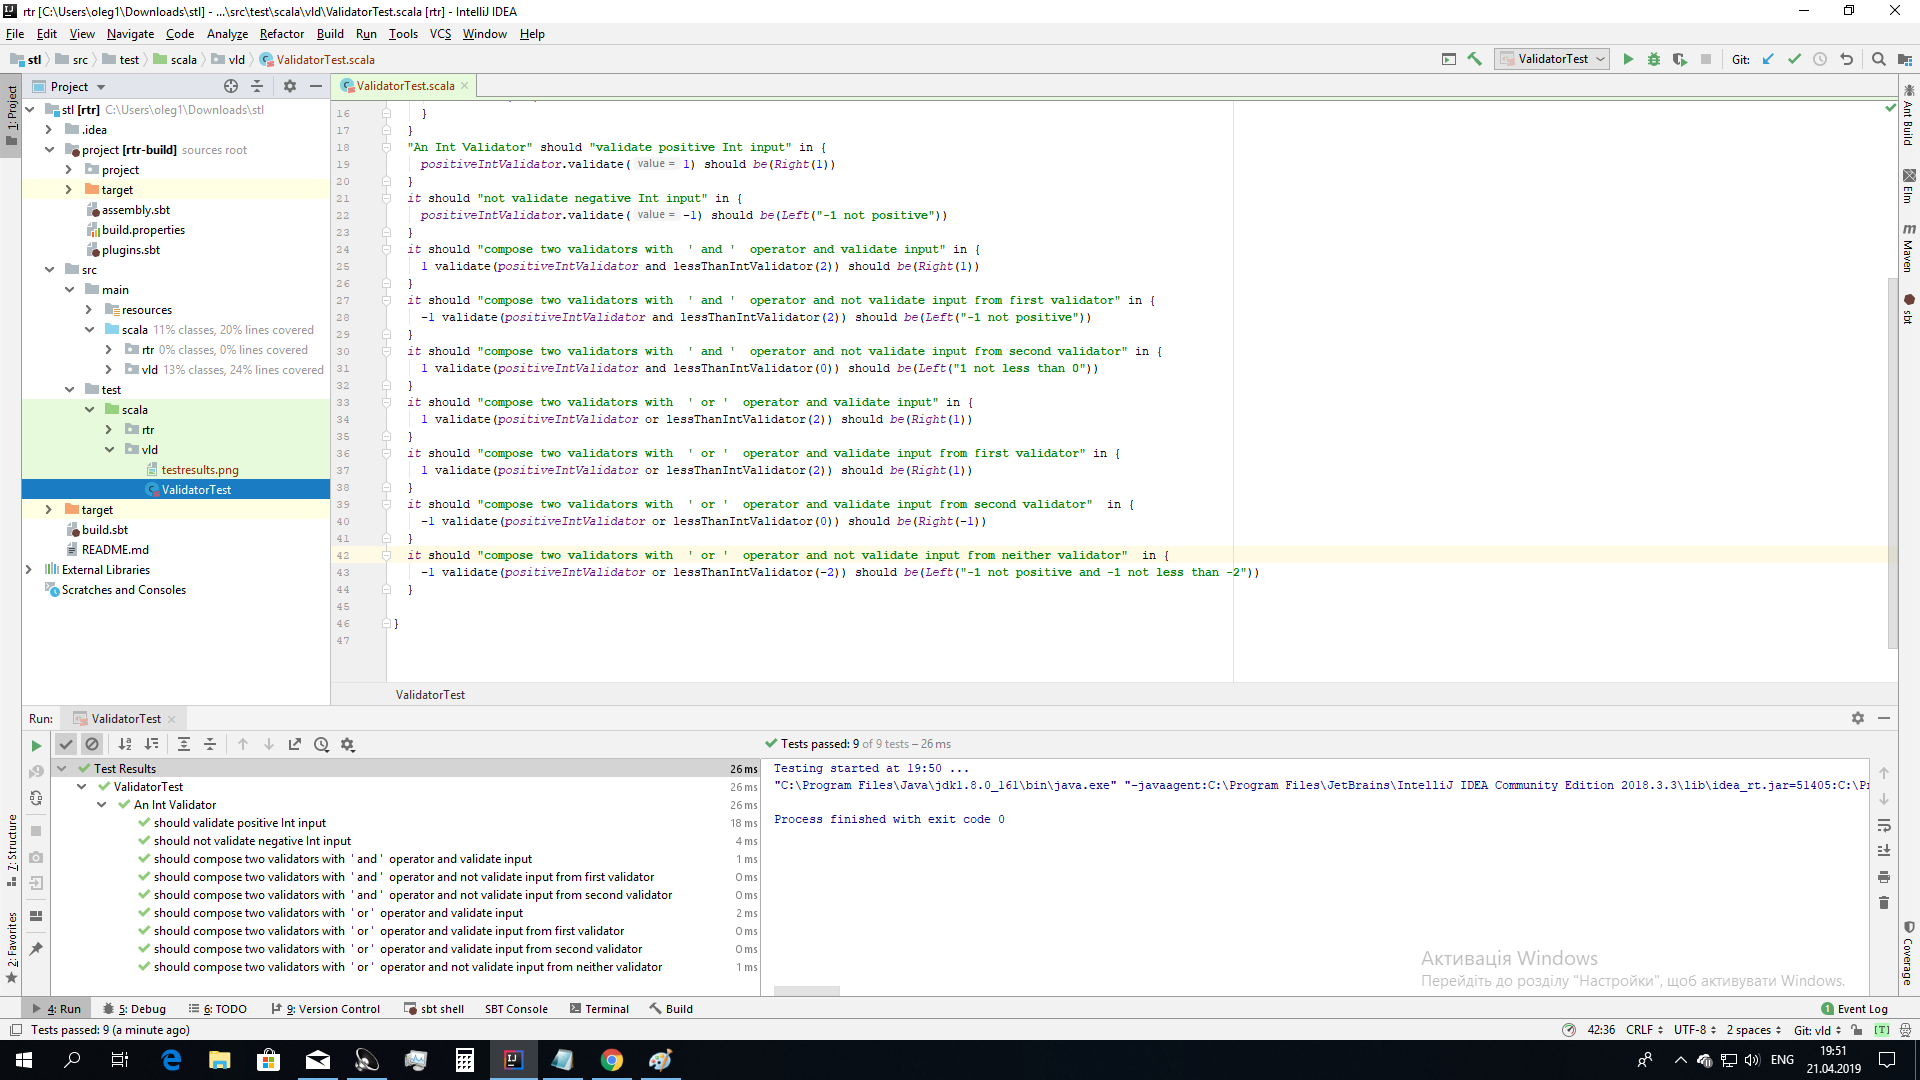 rtr [C:\Users\oleg1\Downloads\stl] - ...\src\test\scala\vld\ValidatorTest.scala [rtr] - IntelliJ IDEA
File Edit View Navigate Code Analyze Refactor Build Run Tools VCS Window Help
stl src test scala vld ValidatorTest.scala
ValidatorTest Git:
Project
ValidatorTest.scala
1: Project
stl [rtr] C:\Users\oleg1\Downloads\stl
.idea
project [rtr-build] sources root
project
target
assembly.sbt
build.properties
plugins.sbt
src
main
resources
scala 11% classes, 20% lines covered
rtr 0% classes, 0% lines covered
vld 13% classes, 24% lines covered
test
scala
rtr
vld
testresults.png
ValidatorTest
target
build.sbt
README.md
External Libraries
Scratches and Consoles
16 }
17 }
18 "An Int Validator" should "validate positive Int input" in {
19 positiveIntValidator.validate( value = 1) should be(Right(1))
20 }
21 it should "not validate negative Int input" in {
22 positiveIntValidator.validate( value = -1) should be(Left("-1 not positive"))
23 }
24 it should "compose two validators with  ' and '  operator and validate input" in {
25 1 validate(positiveIntValidator and lessThanIntValidator(2)) should be(Right(1))
26 }
27 it should "compose two validators with  ' and '  operator and not validate input from first validator" in {
28 -1 validate(positiveIntValidator and lessThanIntValidator(2)) should be(Left("-1 not positive"))
29 }
30 it should "compose two validators with  ' and '  operator and not validate input from second validator" in {
31 1 validate(positiveIntValidator and lessThanIntValidator(0)) should be(Left("1 not less than 0"))
32 }
33 it should "compose two validators with  ' or '  operator and validate input" in {
34 1 validate(positiveIntValidator or lessThanIntValidator(2)) should be(Right(1))
35 }
36 it should "compose two validators with  ' or '  operator and validate input from first validator" in {
37 1 validate(positiveIntValidator or lessThanIntValidator(2)) should be(Right(1))
38 }
39 it should "compose two validators with  ' or '  operator and validate input from second validator"  in {
40 -1 validate(positiveIntValidator or lessThanIntValidator(0)) should be(Right(-1))
41 }
42 it should "compose two validators with  ' or '  operator and not validate input from neither validator"  in {
43 -1 validate(positiveIntValidator or lessThanIntValidator(-2)) should be(Left("-1 not positive and -1 not less than -2"))
44 }
45
46 }
47
ValidatorTest
Ant Build
Elm
m Maven
sbt
Coverage
7: Structure
2: Favorites
Run: ValidatorTest
Tests passed: 9 of 9 tests – 26 ms
Test Results 26 ms
ValidatorTest 26 ms
An Int Validator 26 ms
should validate positive Int input 18 ms
should not validate negative Int input 4 ms
should compose two validators with ' and ' operator and validate input 1 ms
should compose two validators with ' and ' operator and not validate input from first validator 0 ms
should compose two validators with ' and ' operator and not validate input from second validator 0 ms
should compose two validators with ' or ' operator and validate input 2 ms
should compose two validators with ' or ' operator and validate input from first validator 0 ms
should compose two validators with ' or ' operator and validate input from second validator 0 ms
should compose two validators with ' or ' operator and not validate input from neither validator 1 ms
Testing started at 19:50 ...
"C:\Program Files\Java\jdk1.8.0_161\bin\java.exe" "-javaagent:C:\Program Files\JetBrains\IntelliJ IDEA Community Edition 2018.3.3\lib\idea_rt.jar=51405:C:\P
Process finished with exit code 0
Активація Windows
Перейдіть до розділу "Настройки", щоб активувати Windows.
4: Run 5: Debug 6: TODO 9: Version Control sbt shell SBT Console Terminal Build 1 Event Log
Tests passed: 9 (a minute ago) 42:36 CRLF UTF-8 2 spaces Git: vld [T]
ENG 19:51
21.04.2019